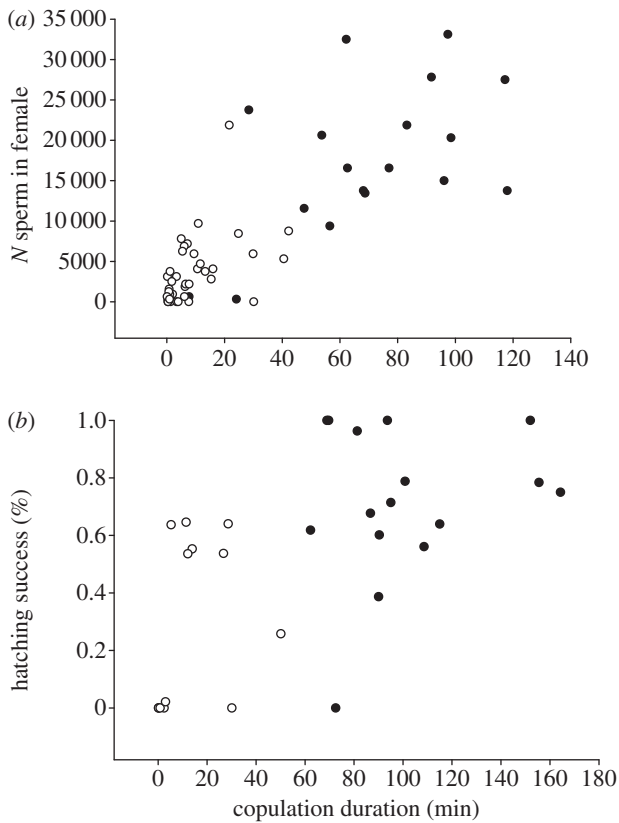 (a)
35 000
30 000
25 000
20 000
15 000
10 000
5000
0
N sperm in female
0 20 40 60 80 100 120 140
(b)
1.0
0.8
0.6
0.4
0.2
0
hatching success (%)
0 20 40 60 80 100 120 140 160 180
copulation duration (min)